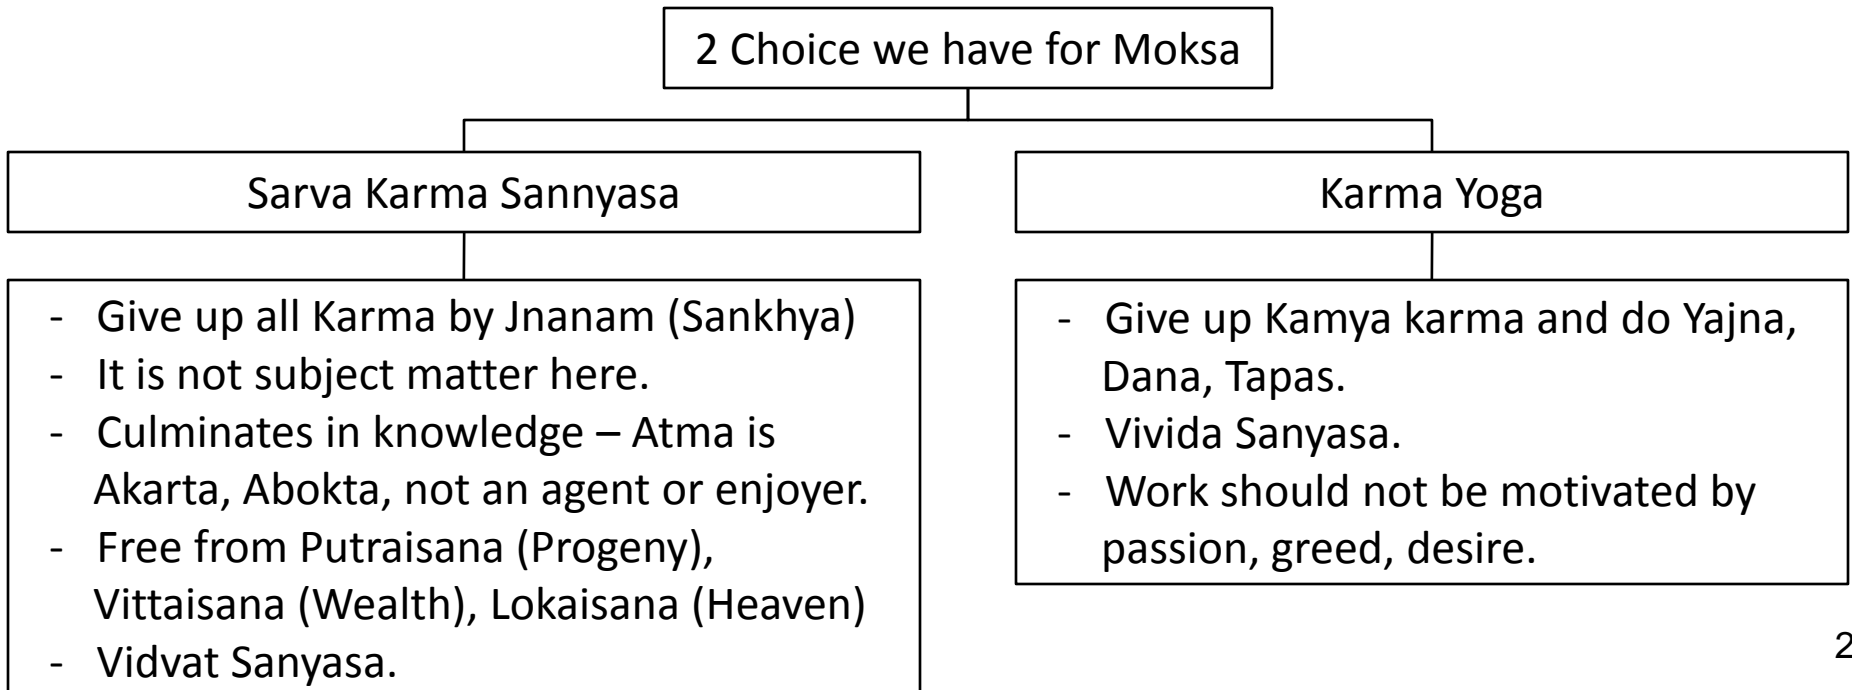 2 Choice we have for Moksa
Sarva Karma Sannyasa
- Give up all Karma by Jnanam (Sankhya)
- It is not subject matter here.
- Culminates in knowledge – Atma is
Akarta, Abokta, not an agent or enjoyer.
- Free from Putraisana (Progeny),
Vittaisana (Wealth), Lokaisana (Heaven)
- Vidvat Sanyasa.
Karma Yoga
- Give up Kamya karma and do Yajna,
Dana, Tapas.
- Vivida Sanyasa.
- Work should not be motivated by
passion, greed, desire.
2